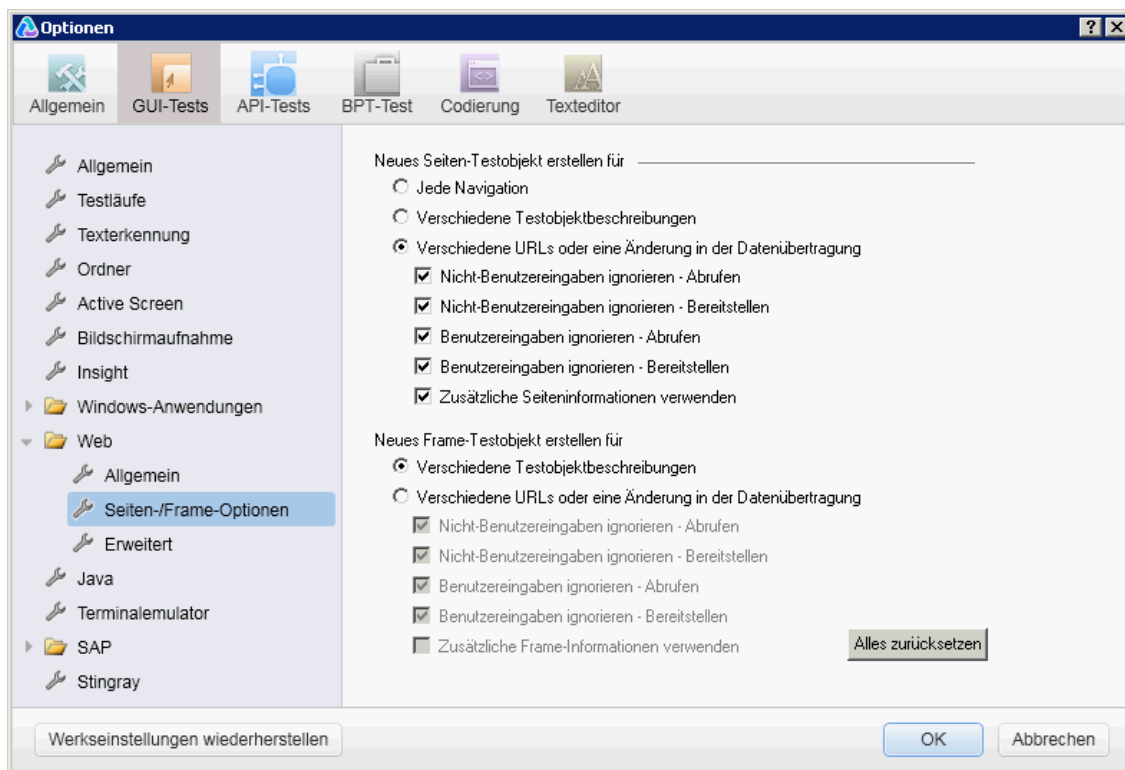 Optionen
Allgemein
GUI-Tests
API-Tests
BPT-Test
Codierung
Texteditor
Allgemein
Testläufe
Texterkennung
Ordner
Active Screen
Bildschirmaufnahme
Insight
Windows-Anwendungen
Web
Allgemein
Seiten-/Frame-Optionen
Erweitert
Java
Terminalemulator
SAP
Stingray
Neues Seiten-Testobjekt erstellen für
Jede Navigation
Verschiedene Testobjektbeschreibungen
Verschiedene URLs oder eine Änderung in der Datenübertragung
Nicht-Benutzereingaben ignorieren - Abrufen
Nicht-Benutzereingaben ignorieren - Bereitstellen
Benutzereingaben ignorieren - Abrufen
Benutzereingaben ignorieren - Bereitstellen
Zusätzliche Seiteninformationen verwenden
Neues Frame-Testobjekt erstellen für
Verschiedene Testobjektbeschreibungen
Verschiedene URLs oder eine Änderung in der Datenübertragung
Nicht-Benutzereingaben ignorieren - Abrufen
Nicht-Benutzereingaben ignorieren - Bereitstellen
Benutzereingaben ignorieren - Abrufen
Benutzereingaben ignorieren - Bereitstellen
Zusätzliche Frame-Informationen verwenden
Alles zurücksetzen
Werkseinstellungen wiederherstellen
OK
Abbrechen